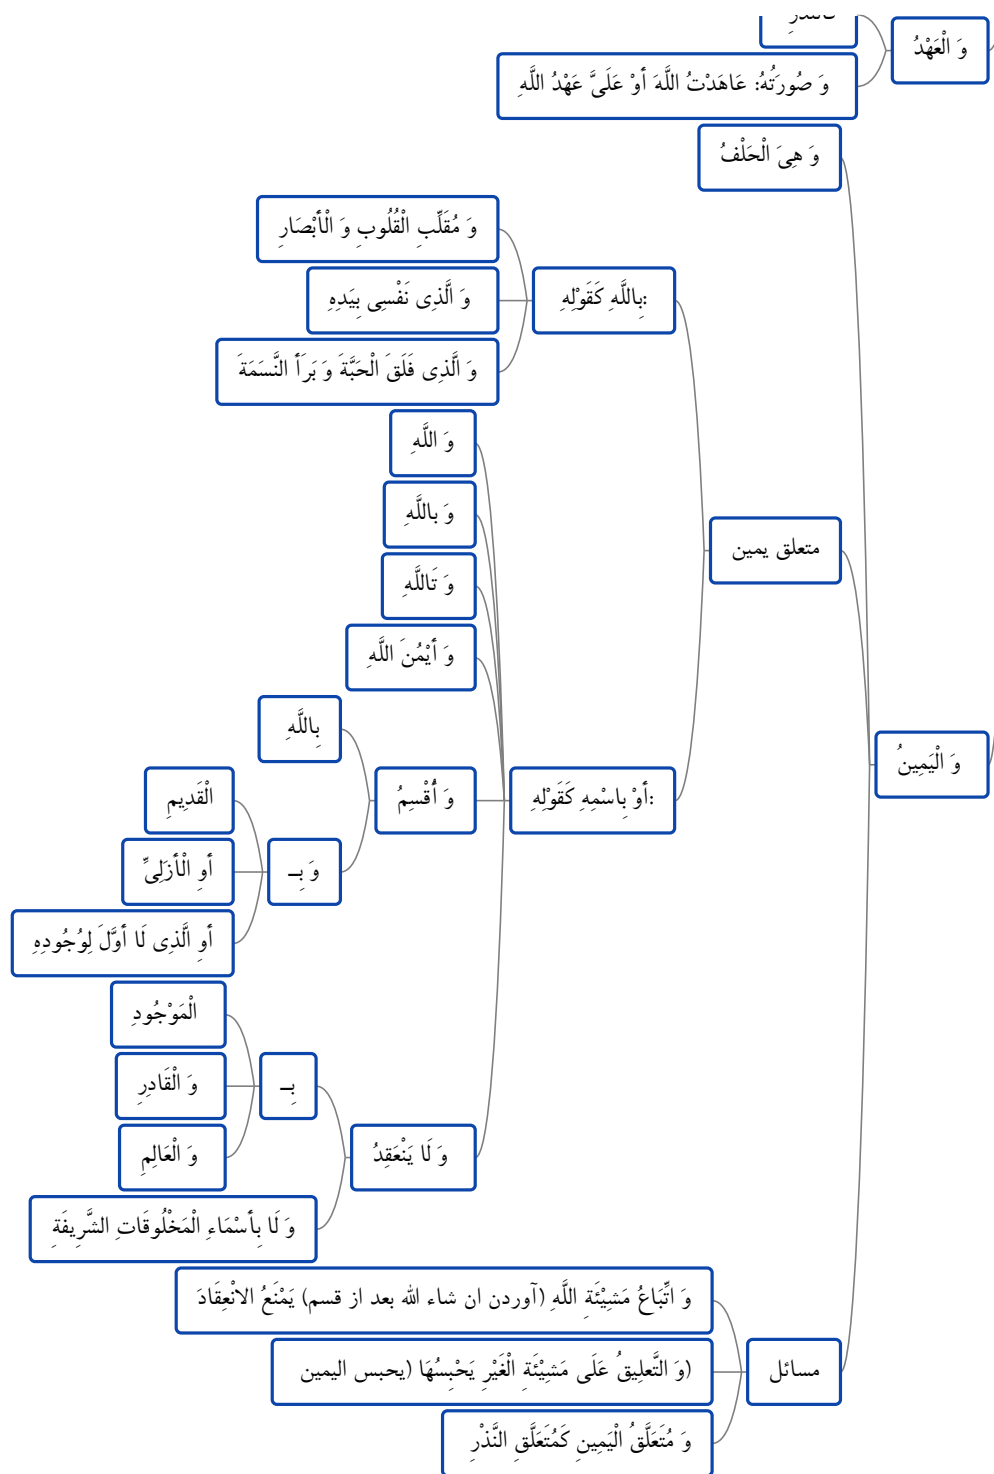 وَ الْعَهْدُ
كَالنَّذْرِ
وَ صُورَتُهُ: عَاهَدْتُ اللَّهَ أَوْ عَلَىَّ عَهْدُ اللَّهِ
وَ الْيَمِينُ
وَ هِىَ الْحَلْفُ
متعلق يمين
بِاللَّهِ كَقَوْلِهِ:
وَ مُقَلِّبِ الْقُلُوبِ وَ الْأَبْصَارِ
وَ الَّذِى نَفْسِى بِيَدِهِ
وَ الَّذِى فَلَقَ الْحَبَّةَ وَ بَرَأَ النَّسَمَةَ
أَوْ بِاسْمِهِ كَقَوْلِهِ:
وَ اللَّهِ
وَ بِاللَّهِ
وَ تَاللَّهِ
وَ أَيْمُنَ اللَّهِ
وَ أُقْسِمُ
بِاللَّهِ
وَ بِـ
الْقَدِيمِ
أَوِ الْأَزَلِىِّ
أَوِ الَّذِى لَا أَوَّلَ لِوُجُودِهِ
وَ لَا يَنْعَقِدُ
بِـ
الْمَوْجُودِ
وَ الْقَادِرِ
وَ الْعَالِمِ
وَ لَا بِأَسْمَاءِ الْمَخْلُوقَاتِ الشَّرِيفَةِ
مسائل
وَ اتِّبَاعُ مَشِيْئَةِ اللَّهِ (آوردن ان شاء الله بعد از قسم) يَمْنَعُ الانْعِقَادَ
وَ التَّعلِيقُ عَلَى مَشِيْئَةِ الْغَيْرِ يَحْبِسُهَا (يحبس اليمين)
وَ مُتَعَلَّقُ الْيَمِينِ كَمُتَعَلَّقِ النَّذْرِ